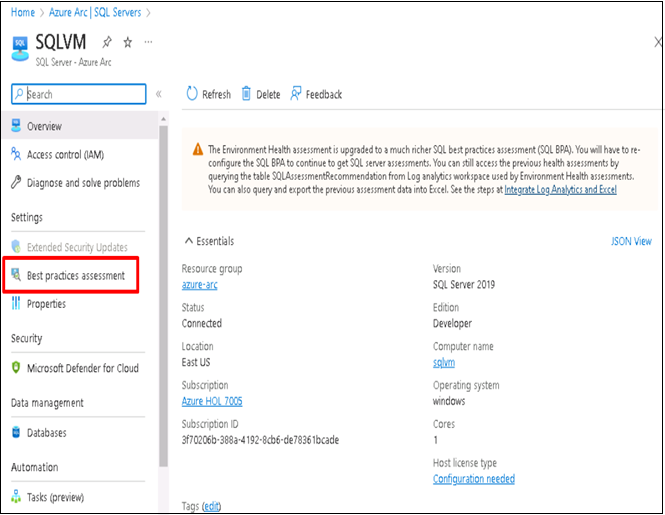 Home > Azure Arc | SQL Servers >
SQL
SQLVM
SQL Server - Azure Arc
Search
Overview
Access control (IAM)
Diagnose and solve problems
Settings
Extended Security Updates
Best practices assessment
Properties
Security
Microsoft Defender for Cloud
Data management
Databases
Automation
Tasks (preview)
Refresh Delete Feedback
The Environment Health assessment is upgraded to a much richer SQL best practices assessment (SQL BPA). You will have to re-
configure the SQL BPA to continue to get SQL server assessments. You can still access the previous health assessments by
querying the table SQLAssessmentRecommendation from Log analytics workspace used by Environment Health assessments.
You can also query and export the previous assessment data into Excel. See the steps at Integrate Log Analytics and Excel
Essentials
JSON View
Resource group
azure-arc
Status
Connected
Location
East US
Subscription
Azure HOL 7005
Subscription ID
3f70206b-388a-4192-8cb6-de78361bcade
Version
SQL Server 2019
Edition
Developer
Computer name
sqlvm
Operating system
windows
Cores
1
Host license type
Configuration needed
Tags (edit)